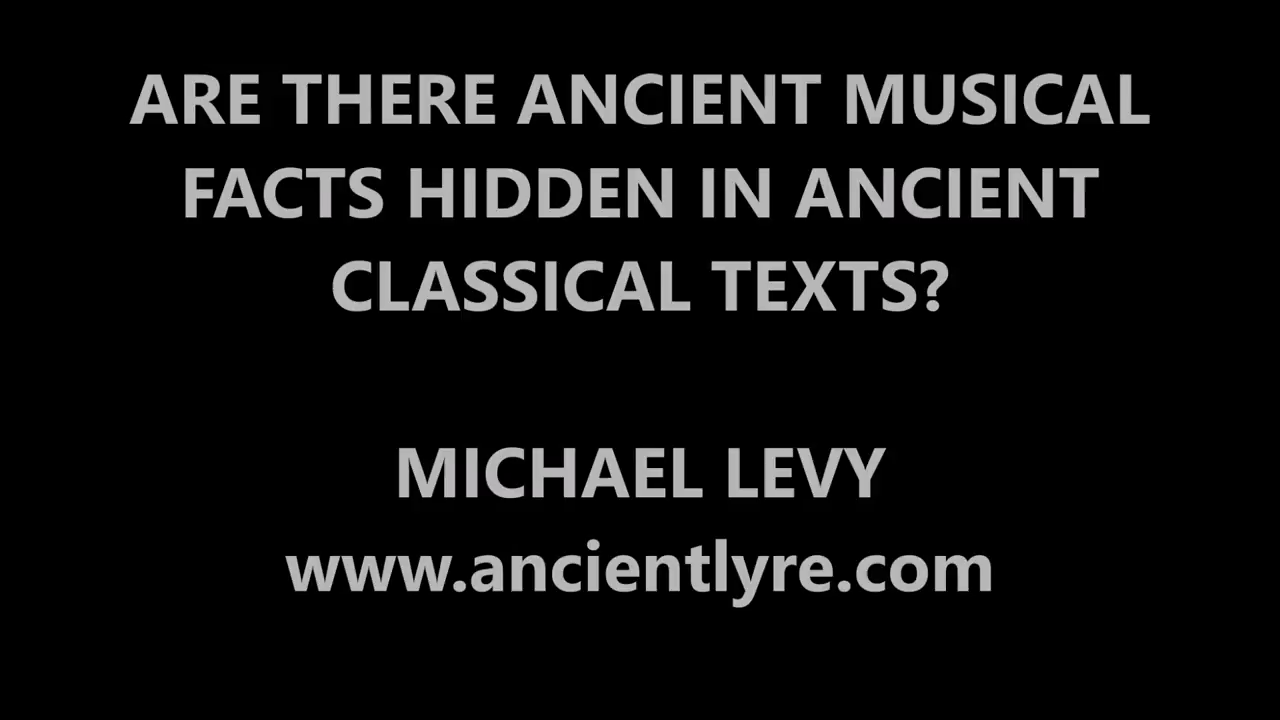 ARE THERE ANCIENT MUSICAL
FACTS HIDDEN IN ANCIENT
CLASSICAL TEXTS?
MICHAEL LEVY
www.ancientlyre.com